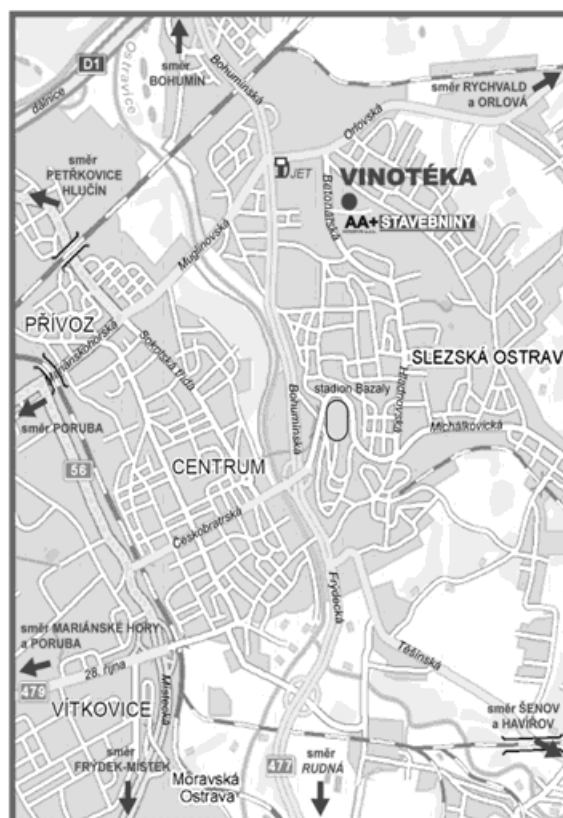 D1
dálnice
Ostravice
směr
BOHUMÍN
Bohumínská
směr RYCHVALD
a ORLOVÁ
Orlovská
směr
PETŘKOVICE
HLUČÍN
JET
VINOTÉKA
AA+ STAVEBNINY
Betonářská
Muglinovská
PŘÍVOZ
Mariánskohorská
Sokolská třída
SLEZSKÁ OSTRAV
stadion Bazaly
Hladnovská
Bohumínská
Michálkovická
směr PORUBA
56
CENTRUM
Českobratrská
Frýdecká
směr MARIÁNSKÉ HORY
a PORUBA
28. října
Těšínská
479
VÍTKOVICE
Místecká
směr ŠENOV
a HAVÍŘOV
směr
FRÝDEK-MÍSTEK
Moravská
Ostrava
477
směr
RUDNÁ